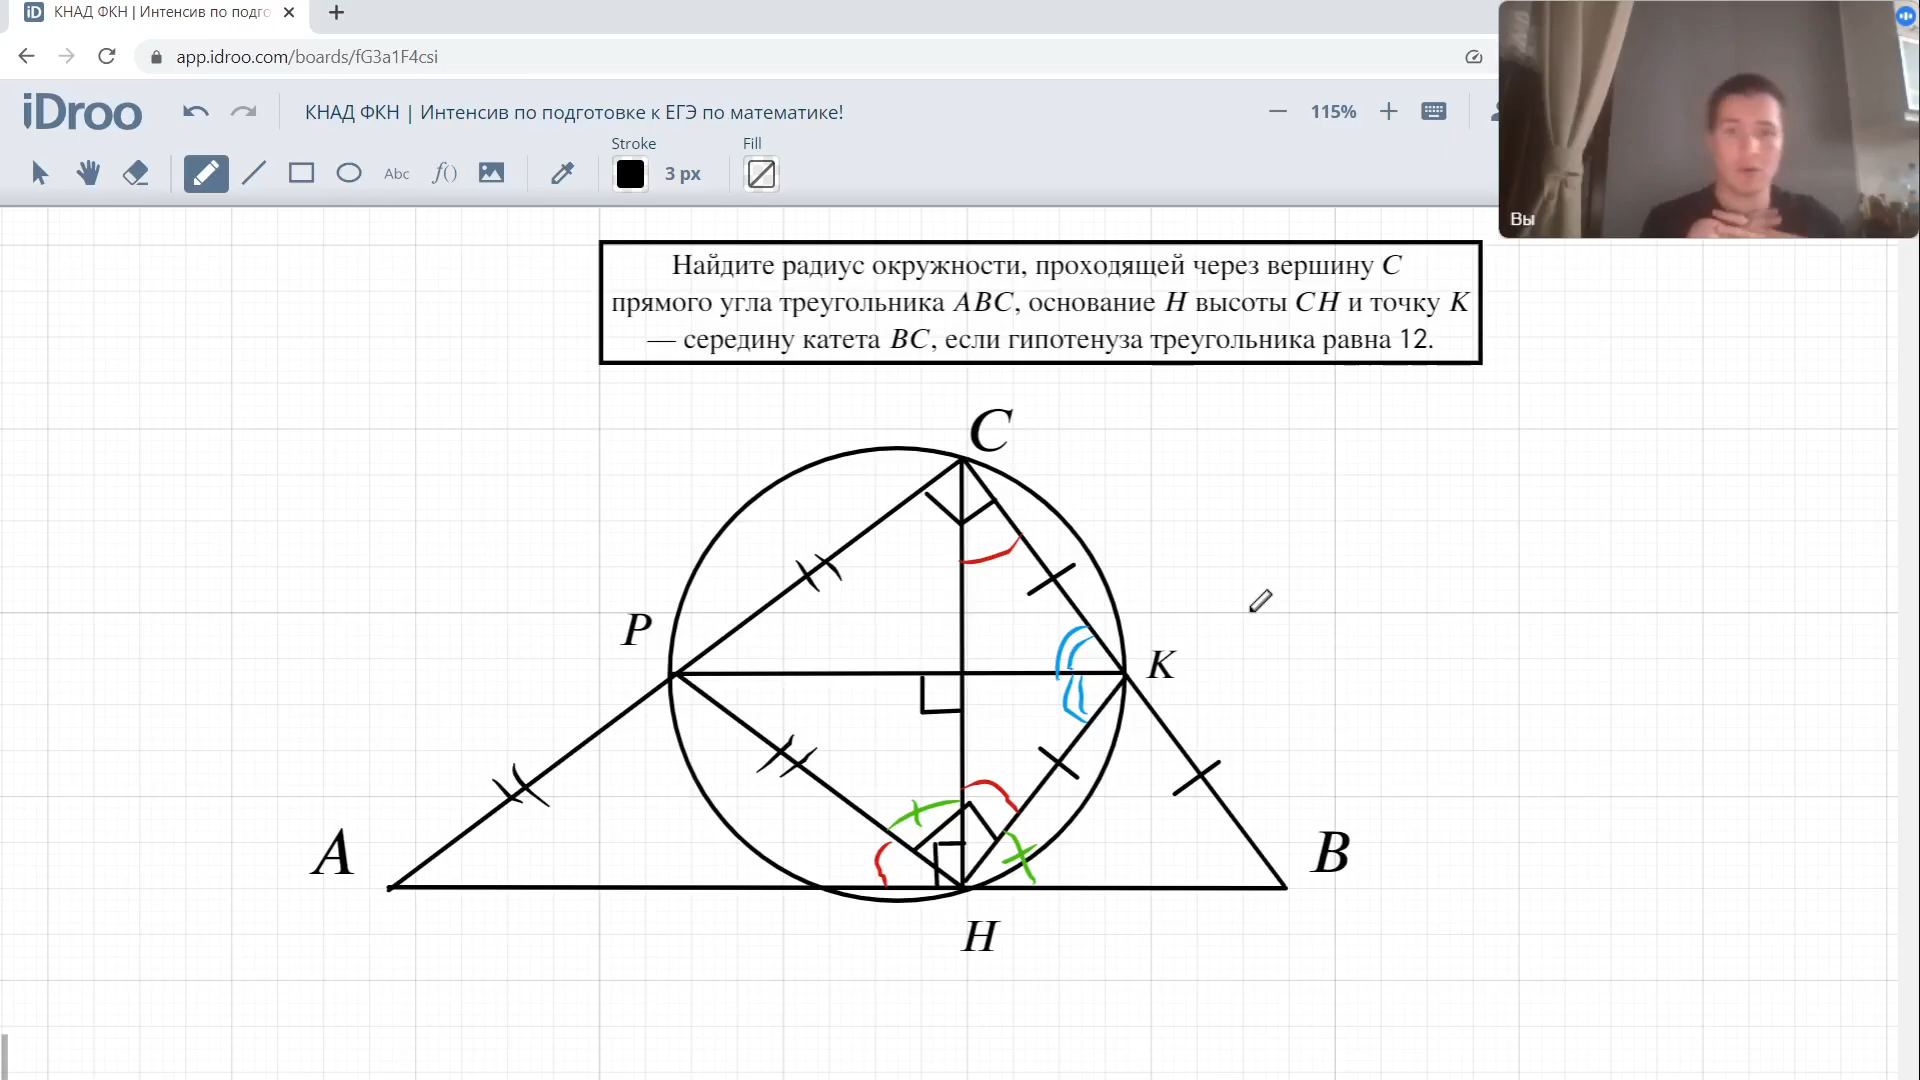 КНАД ФКН | Интенсив по подго
app.idroo.com/boards/fG3a1F4csi
iDroo
КНАД ФКН | Интенсив по подготовке к ЕГЭ по математике!
115%
Stroke
Fill
Abc
f()
3 px
Вы
Найдите радиус окружности, проходящей через вершину C
прямого угла треугольника ABC, основание H высоты CH и точку K
— середину катета BC, если гипотенуза треугольника равна 12.
C
P
K
A
B
H